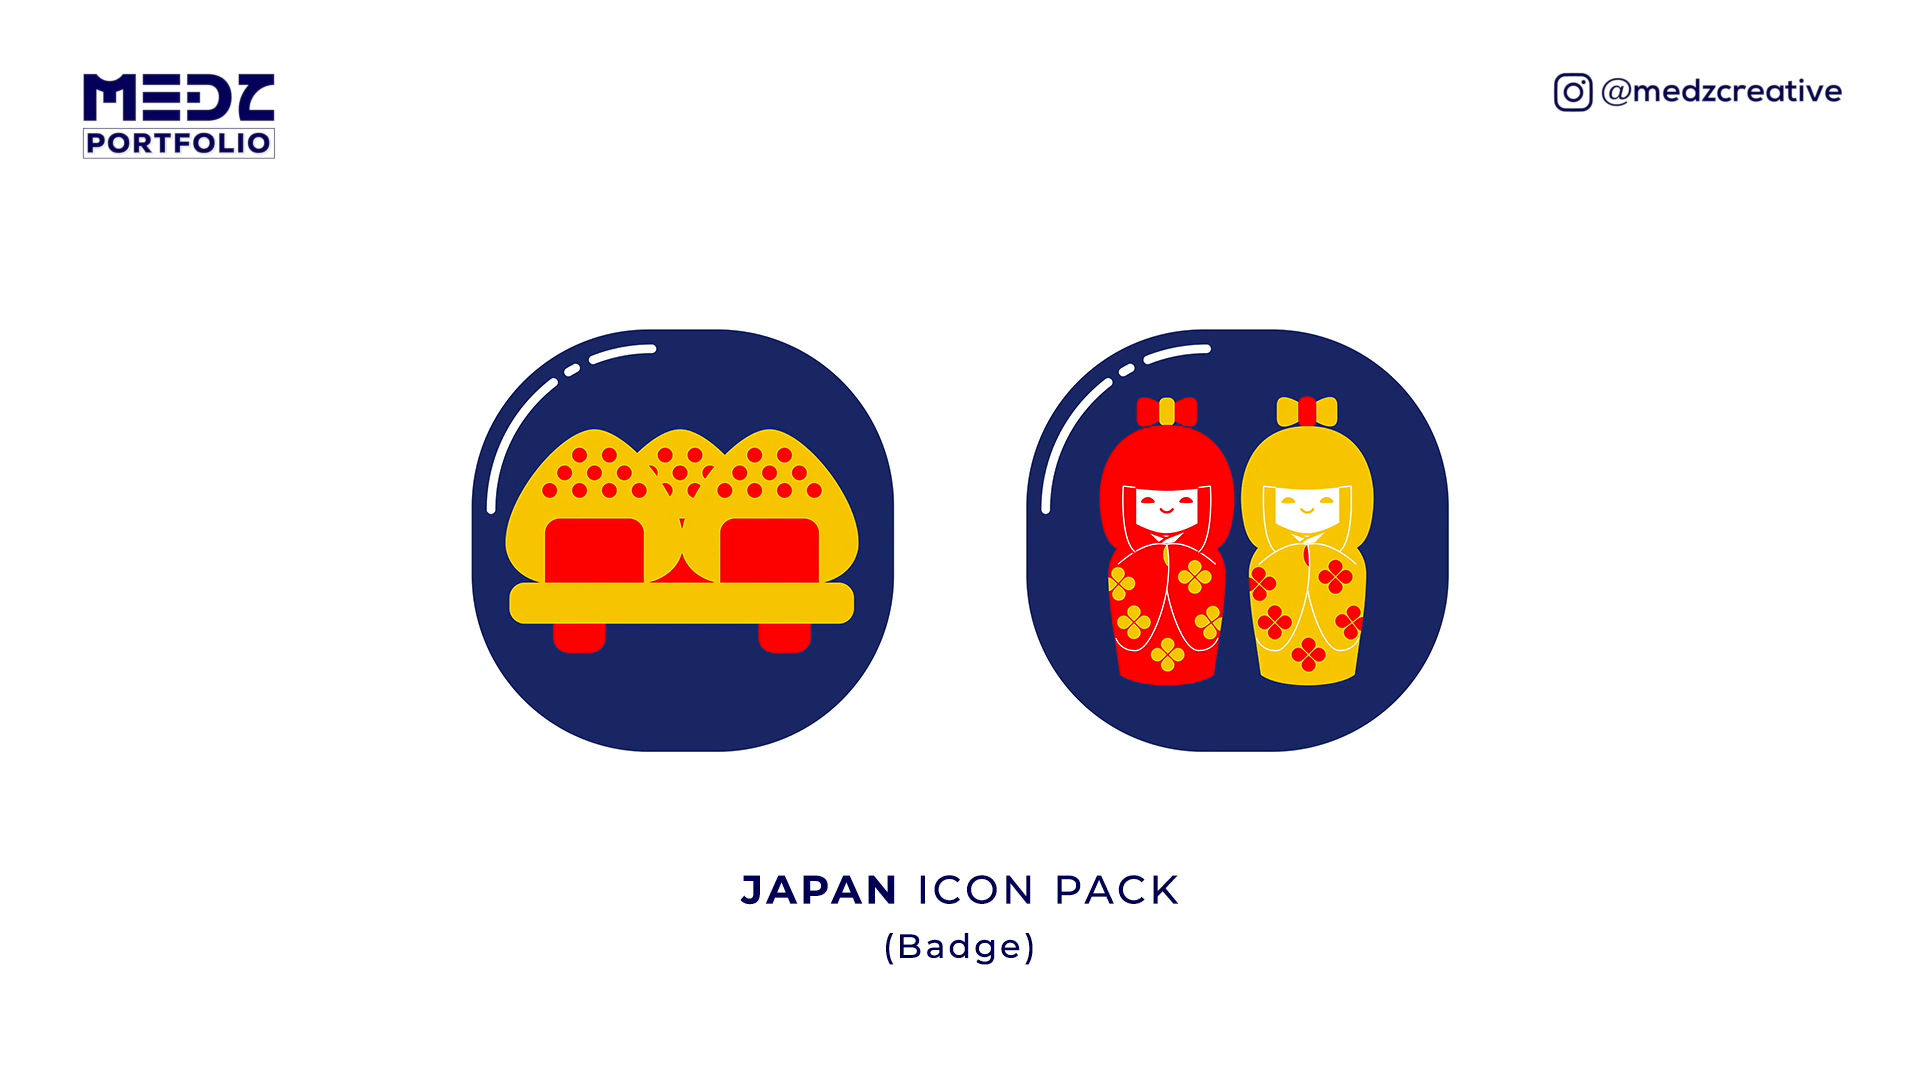 MEDZ
PORTFOLIO
@medzcreative
JAPAN ICON PACK
(Badge)